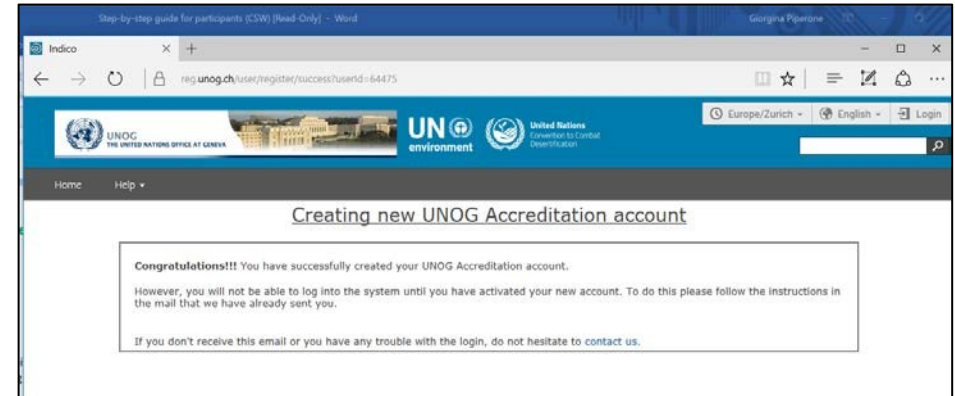 Step-by-step guide for participants (CSW) [Read-Only] - Word
Giorgina Piperone
Indico
reg.unog.ch/user/register/success?userid=64475
Europe/Zurich
English
Login
UNOG
THE UNITED NATIONS OFFICE AT GENEVA
UN environment
United Nations
Convention to Combat
Desertification
Home Help
Creating new UNOG Accreditation account
Congratulations!!! You have successfully created your UNOG Accreditation account.
However, you will not be able to log into the system until you have activated your new account. To do this please follow the instructions in
the mail that we have already sent you.
If you don't receive this email or you have any trouble with the login, do not hesitate to contact us.